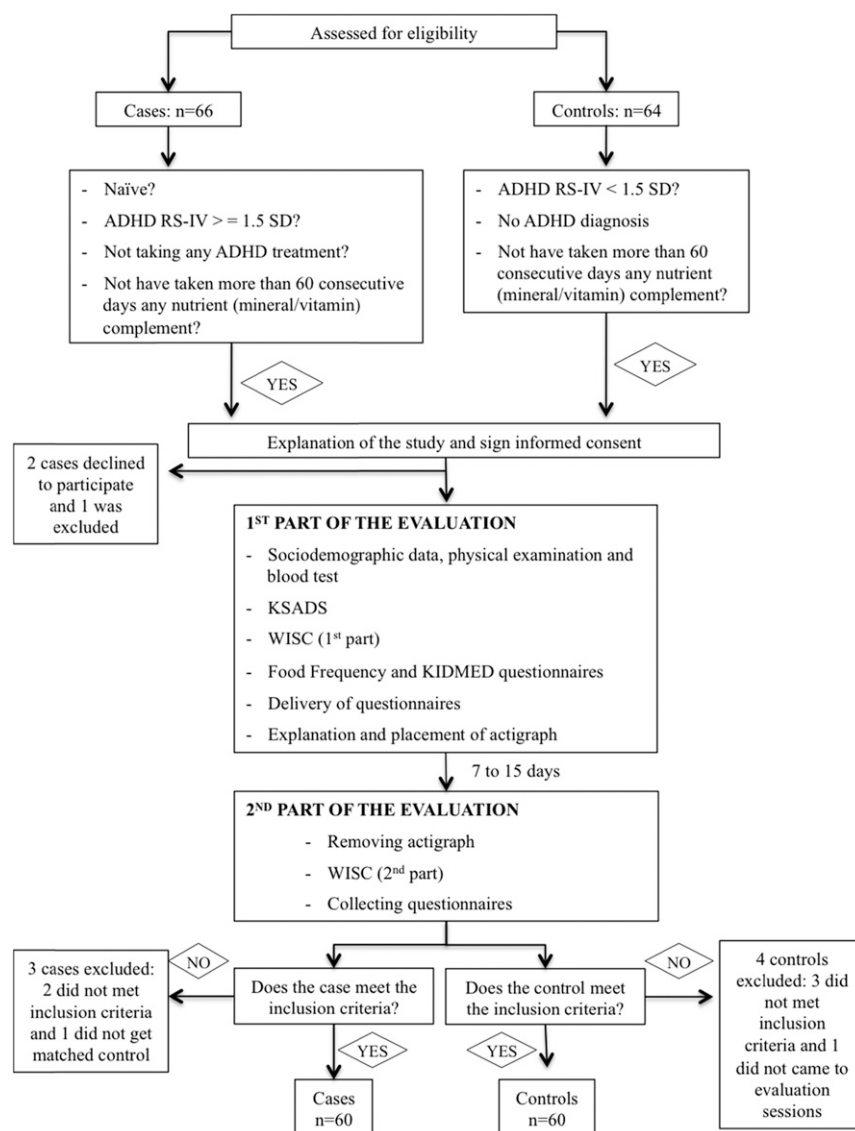 Assessed for eligibility
Cases: n=66
Controls: n=64
- Naïve?
- ADHD RS-IV > = 1.5 SD?
- Not taking any ADHD treatment?
- Not have taken more than 60 consecutive
days any nutrient (mineral/vitamin)
complement?
- ADHD RS-IV < 1.5 SD?
- No ADHD diagnosis
- Not have taken more than 60
consecutive days any nutrient
(mineral/vitamin) complement?
YES
YES
Explanation of the study and sign informed consent
2 cases declined
to participate
and 1 was
excluded
1ST PART OF THE EVALUATION
- Sociodemographic data, physical examination and
blood test
- KSADS
- WISC (1st part)
- Food Frequency and KIDMED questionnaires
- Delivery of questionnaires
- Explanation and placement of actigraph
7 to 15 days
2ND PART OF THE EVALUATION
- Removing actigraph
- WISC (2nd part)
- Collecting questionnaires
3 cases excluded:
2 did not met
inclusion criteria
and 1 did not get
matched control
NO
Does the case meet the
inclusion criteria?
Does the control meet
the inclusion criteria?
NO
4 controls
excluded: 3 did
not met
inclusion
criteria and 1
did not came to
evaluation
sessions
YES
YES
Cases
n=60
Controls
n=60